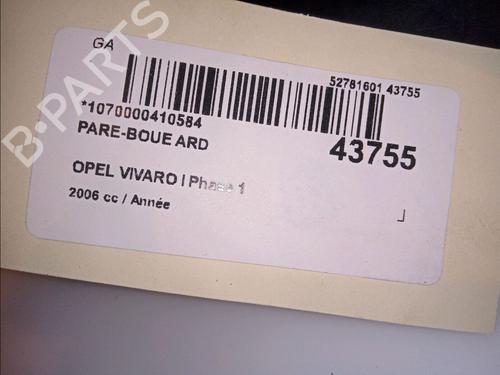 GA
52781601 43755
*1070000410584
PARE-BOUE ARD
43755
OPEL VIVARO I Phase 1
2006 cc / Année
B-PARTS